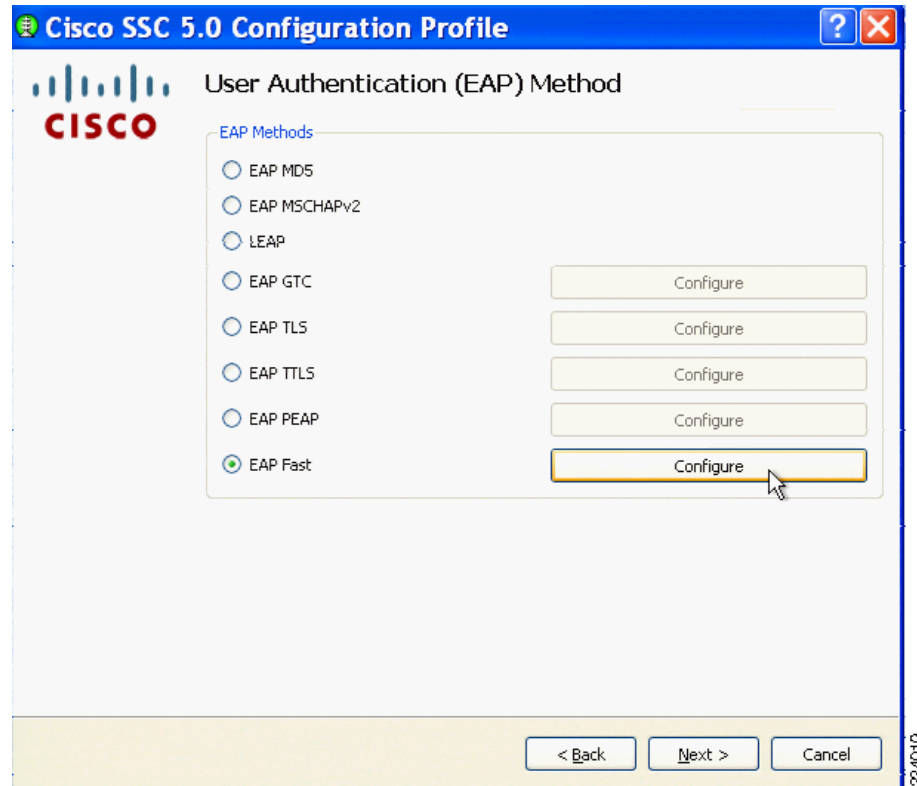 Cisco SSC 5.0 Configuration Profile
?
CISCO
User Authentication (EAP) Method
EAP Methods
EAP MD5
EAP MSCHAPv2
LEAP
EAP GTC Configure
EAP TLS Configure
EAP TTLS Configure
EAP PEAP Configure
EAP Fast Configure
< Back Next > Cancel